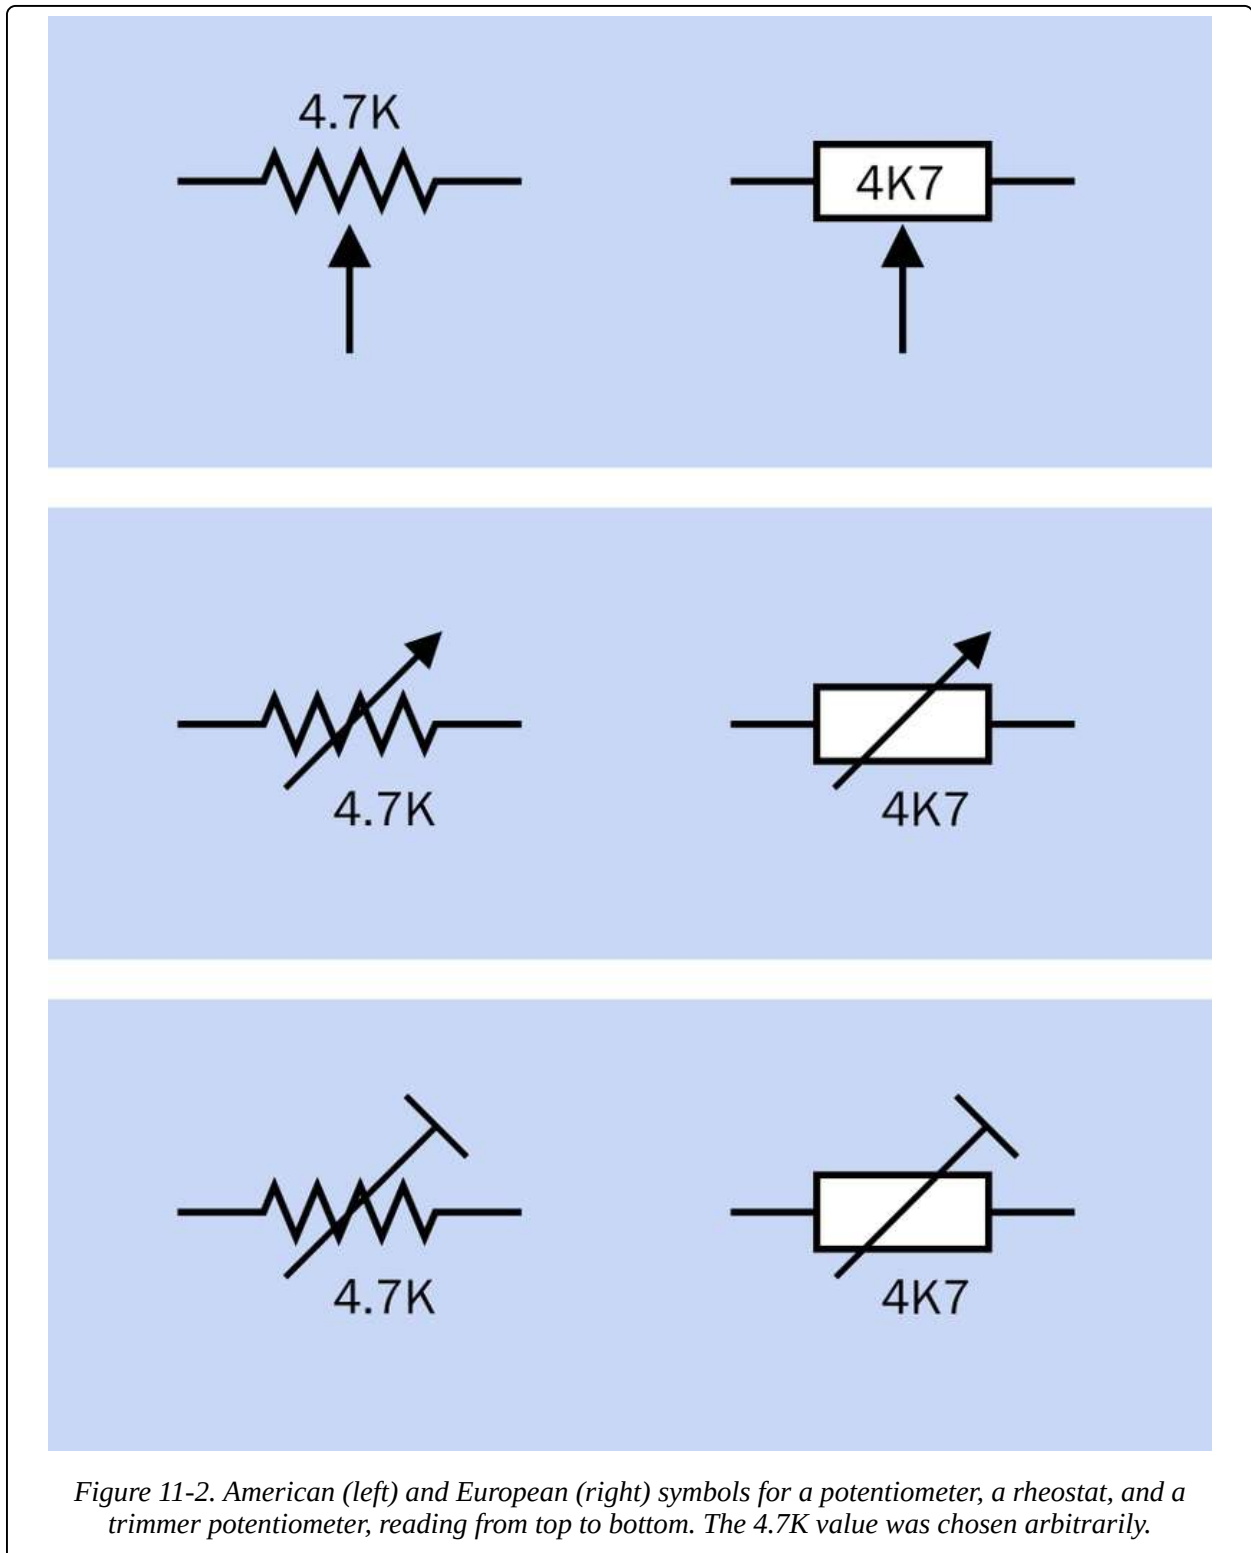 4.7K
4K7
4.7K
4K7
4.7K
4K7
Figure 11-2. American (left) and European (right) symbols for a potentiometer, a rheostat, and a
trimmer potentiometer, reading from top to bottom. The 4.7K value was chosen arbitrarily.